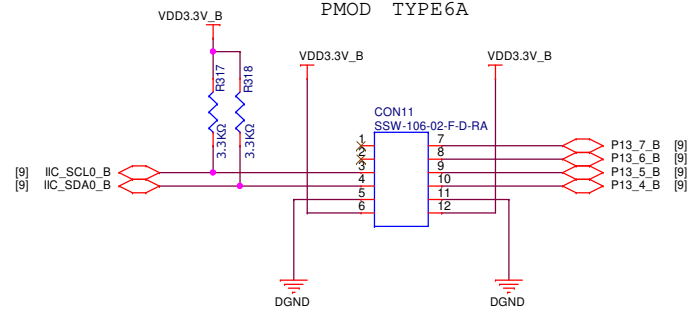 PMOD TYPE6A
VDD3.3V_B
VDD3.3V_B
VDD3.3V_B
R317
R318
3.3KΩ
3.3KΩ
CON11
SSW-106-02-F-D-RA
1
2
3
4
5
6
7
8
9
10
11
12
[9] IIC_SCL0_B
[9] IIC_SDA0_B
P13_7_B [9]
P13_6_B [9]
P13_5_B [9]
P13_4_B [9]
DGND
DGND